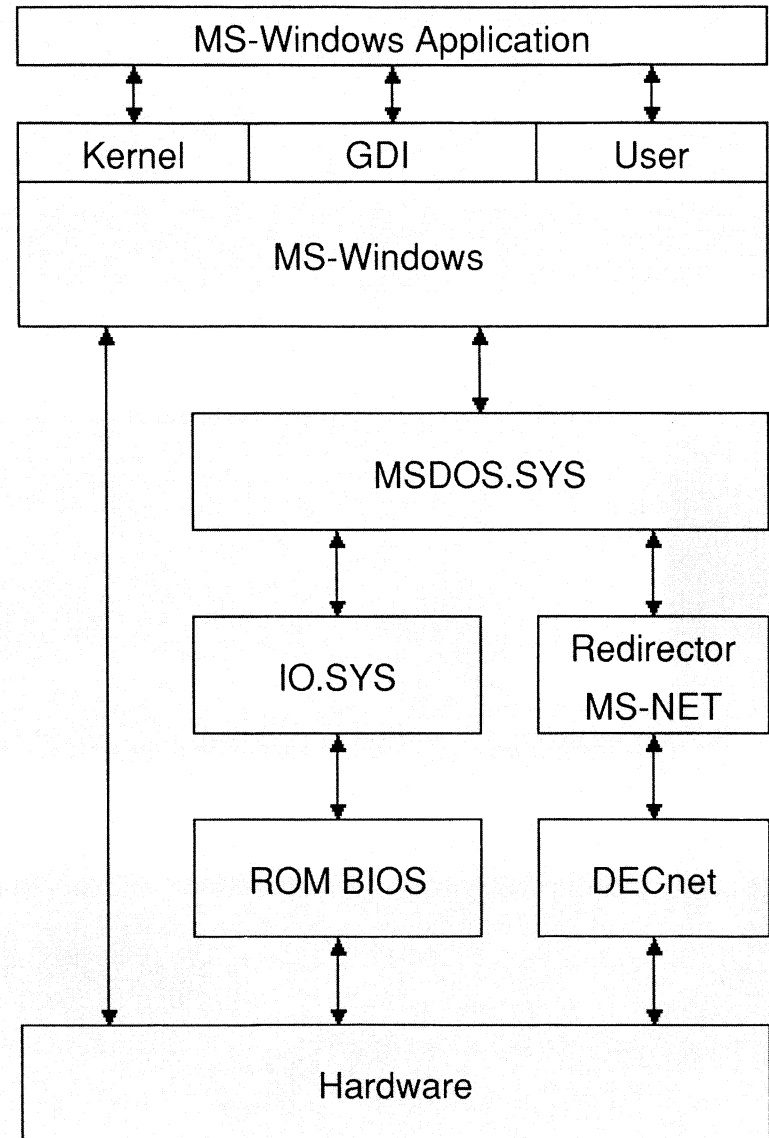 MS-Windows Application
Kernel
GDI
User
MS-Windows
MSDOS.SYS
IO.SYS
Redirector
MS-NET
ROM BIOS
DECnet
Hardware